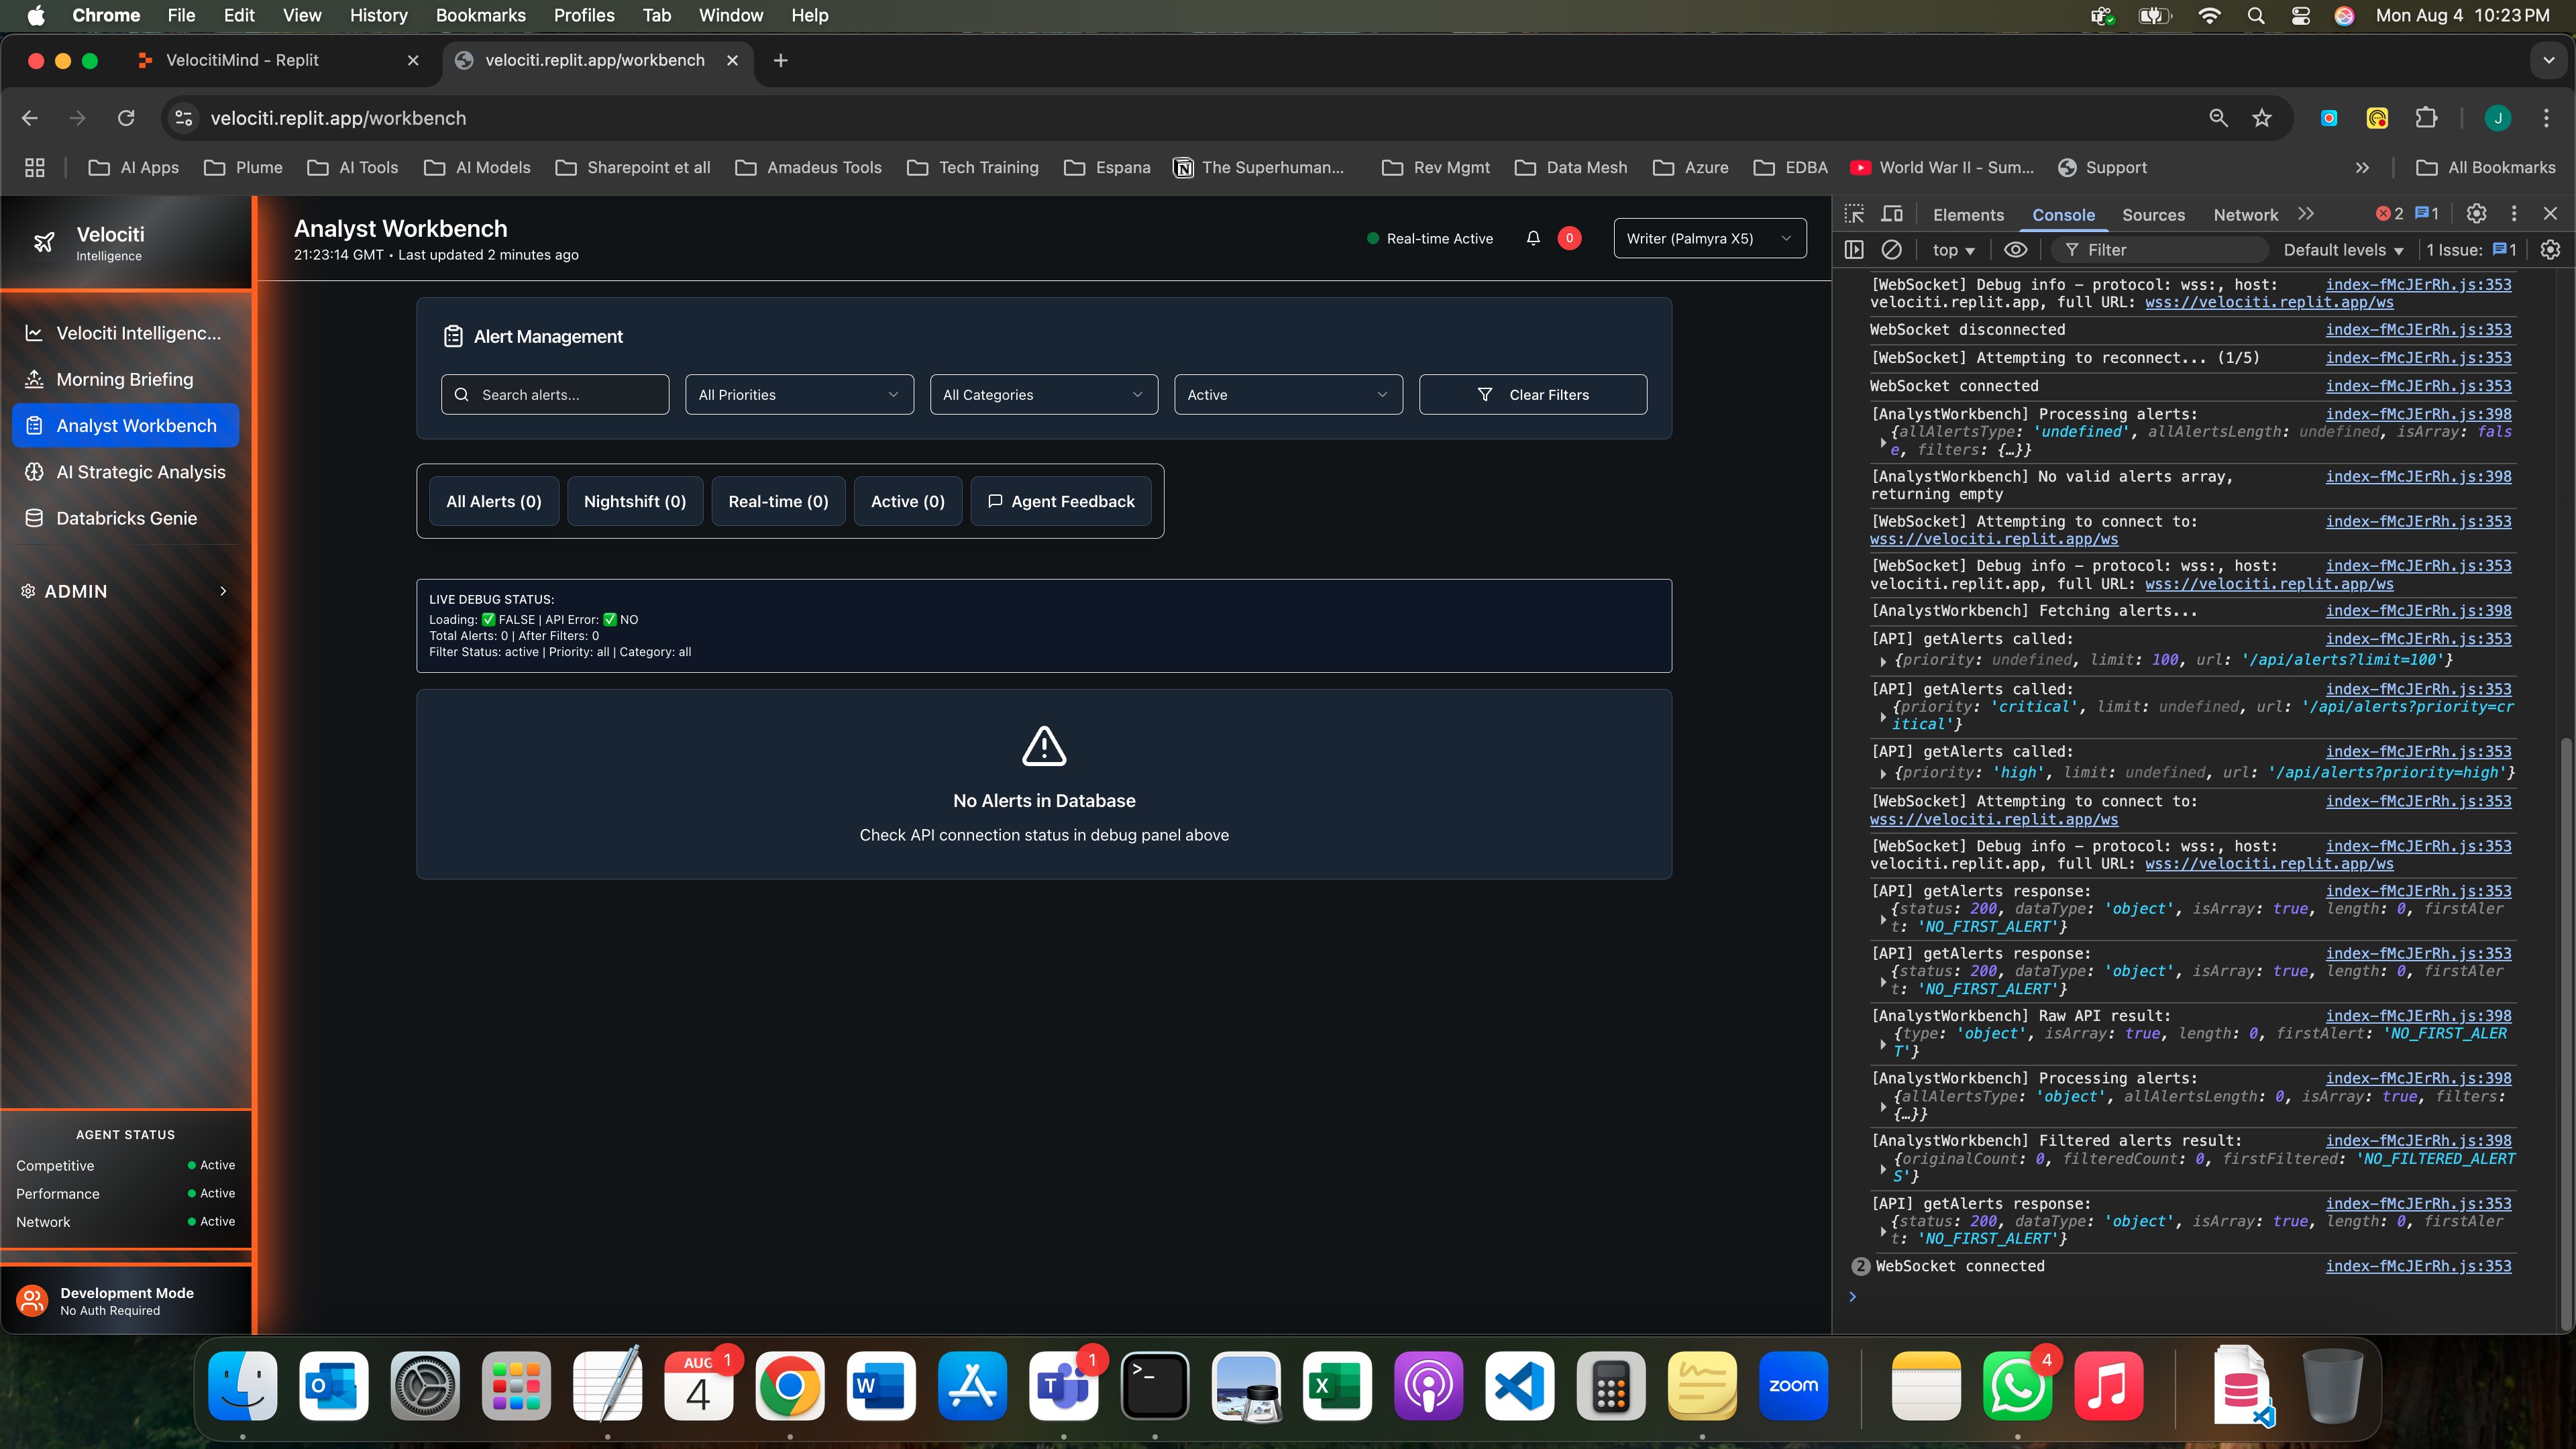 Chrome File Edit View History Bookmarks Profiles Tab Window Help Mon Aug 4 10:23 PM
VelocitiMind - Replit velociti.replit.app/workbench
velociti.replit.app/workbench J
AI Apps Plume AI Tools AI Models Sharepoint et all Amadeus Tools Tech Training Espana The Superhuman... Rev Mgmt Data Mesh Azure EDBA World War II - Sum... Support All Bookmarks
Velociti
Intelligence
Velociti Intelligenc...
Morning Briefing
Analyst Workbench
AI Strategic Analysis
Databricks Genie
ADMIN
AGENT STATUS
Competitive Active
Performance Active
Network Active
Development Mode
No Auth Required
Analyst Workbench
21:23:14 GMT • Last updated 2 minutes ago
Real-time Active 0 Writer (Palmyra X5)
Alert Management
Search alerts... All Priorities All Categories Active Clear Filters
All Alerts (0) Nightshift (0) Real-time (0) Active (0) Agent Feedback
LIVE DEBUG STATUS:
Loading: ✅ FALSE | API Error: ✅ NO
Total Alerts: 0 | After Filters: 0
Filter Status: active | Priority: all | Category: all
No Alerts in Database
Check API connection status in debug panel above
Elements Console Sources Network 2 1
top Filter Default levels 1 Issue: 1
[WebSocket] Debug info – protocol: wss:, host: index-fMcJErRh.js:353
velociti.replit.app, full URL: wss://velociti.replit.app/ws
WebSocket disconnected index-fMcJErRh.js:353
[WebSocket] Attempting to reconnect... (1/5) index-fMcJErRh.js:353
WebSocket connected index-fMcJErRh.js:353
[AnalystWorkbench] Processing alerts: index-fMcJErRh.js:398
{allAlertsType: 'undefined', allAlertsLength: undefined, isArray: fals
e, filters: {…}}
[AnalystWorkbench] No valid alerts array, index-fMcJErRh.js:398
returning empty
[WebSocket] Attempting to connect to: index-fMcJErRh.js:353
wss://velociti.replit.app/ws
[WebSocket] Debug info – protocol: wss:, host: index-fMcJErRh.js:353
velociti.replit.app, full URL: wss://velociti.replit.app/ws
[AnalystWorkbench] Fetching alerts... index-fMcJErRh.js:398
[API] getAlerts called: index-fMcJErRh.js:353
{priority: undefined, limit: 100, url: '/api/alerts?limit=100'}
[API] getAlerts called: index-fMcJErRh.js:353
{priority: 'critical', limit: undefined, url: '/api/alerts?priority=cr
itical'}
[API] getAlerts called: index-fMcJErRh.js:353
{priority: 'high', limit: undefined, url: '/api/alerts?priority=high'}
[WebSocket] Attempting to connect to: index-fMcJErRh.js:353
wss://velociti.replit.app/ws
[WebSocket] Debug info – protocol: wss:, host: index-fMcJErRh.js:353
velociti.replit.app, full URL: wss://velociti.replit.app/ws
[API] getAlerts response: index-fMcJErRh.js:353
{status: 200, dataType: 'object', isArray: true, length: 0, firstAler
t: 'NO_FIRST_ALERT'}
[API] getAlerts response: index-fMcJErRh.js:353
{status: 200, dataType: 'object', isArray: true, length: 0, firstAler
t: 'NO_FIRST_ALERT'}
[AnalystWorkbench] Raw API result: index-fMcJErRh.js:398
{type: 'object', isArray: true, length: 0, firstAlert: 'NO_FIRST_ALER
T'}
[AnalystWorkbench] Processing alerts: index-fMcJErRh.js:398
{allAlertsType: 'object', allAlertsLength: 0, isArray: true, filters:
{…}}
[AnalystWorkbench] Filtered alerts result: index-fMcJErRh.js:398
{originalCount: 0, filteredCount: 0, firstFiltered: 'NO_FILTERED_ALERT
S'}
[API] getAlerts response: index-fMcJErRh.js:353
{status: 200, dataType: 'object', isArray: true, length: 0, firstAler
t: 'NO_FIRST_ALERT'}
2 WebSocket connected index-fMcJErRh.js:353
AUG 4 1 1 zoom 4